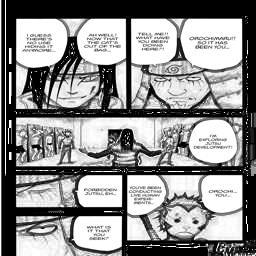 I GUESS
THERE'S
NO USE
HIDING IT
ANYMORE...
AH WELL!
NOW THAT
THE CAT'S
OUT OF THE
BAG...
TELL ME!!
WHAT HAVE
YOU BEEN
DOING
HERE?!
OROCHIMARU!!
SO IT HAS
BEEN YOU...
I'M
EXPLORING
JUTSU
DEVELOPMENT!
FORBIDDEN
JUTSU, EH...
WHAT IS
IT THAT
YOU
SEEK?
YOU'VE BEEN
CONDUCTING
LIVE HUMAN
EXPERI-
MENTS...
OROCHI...
YOU...